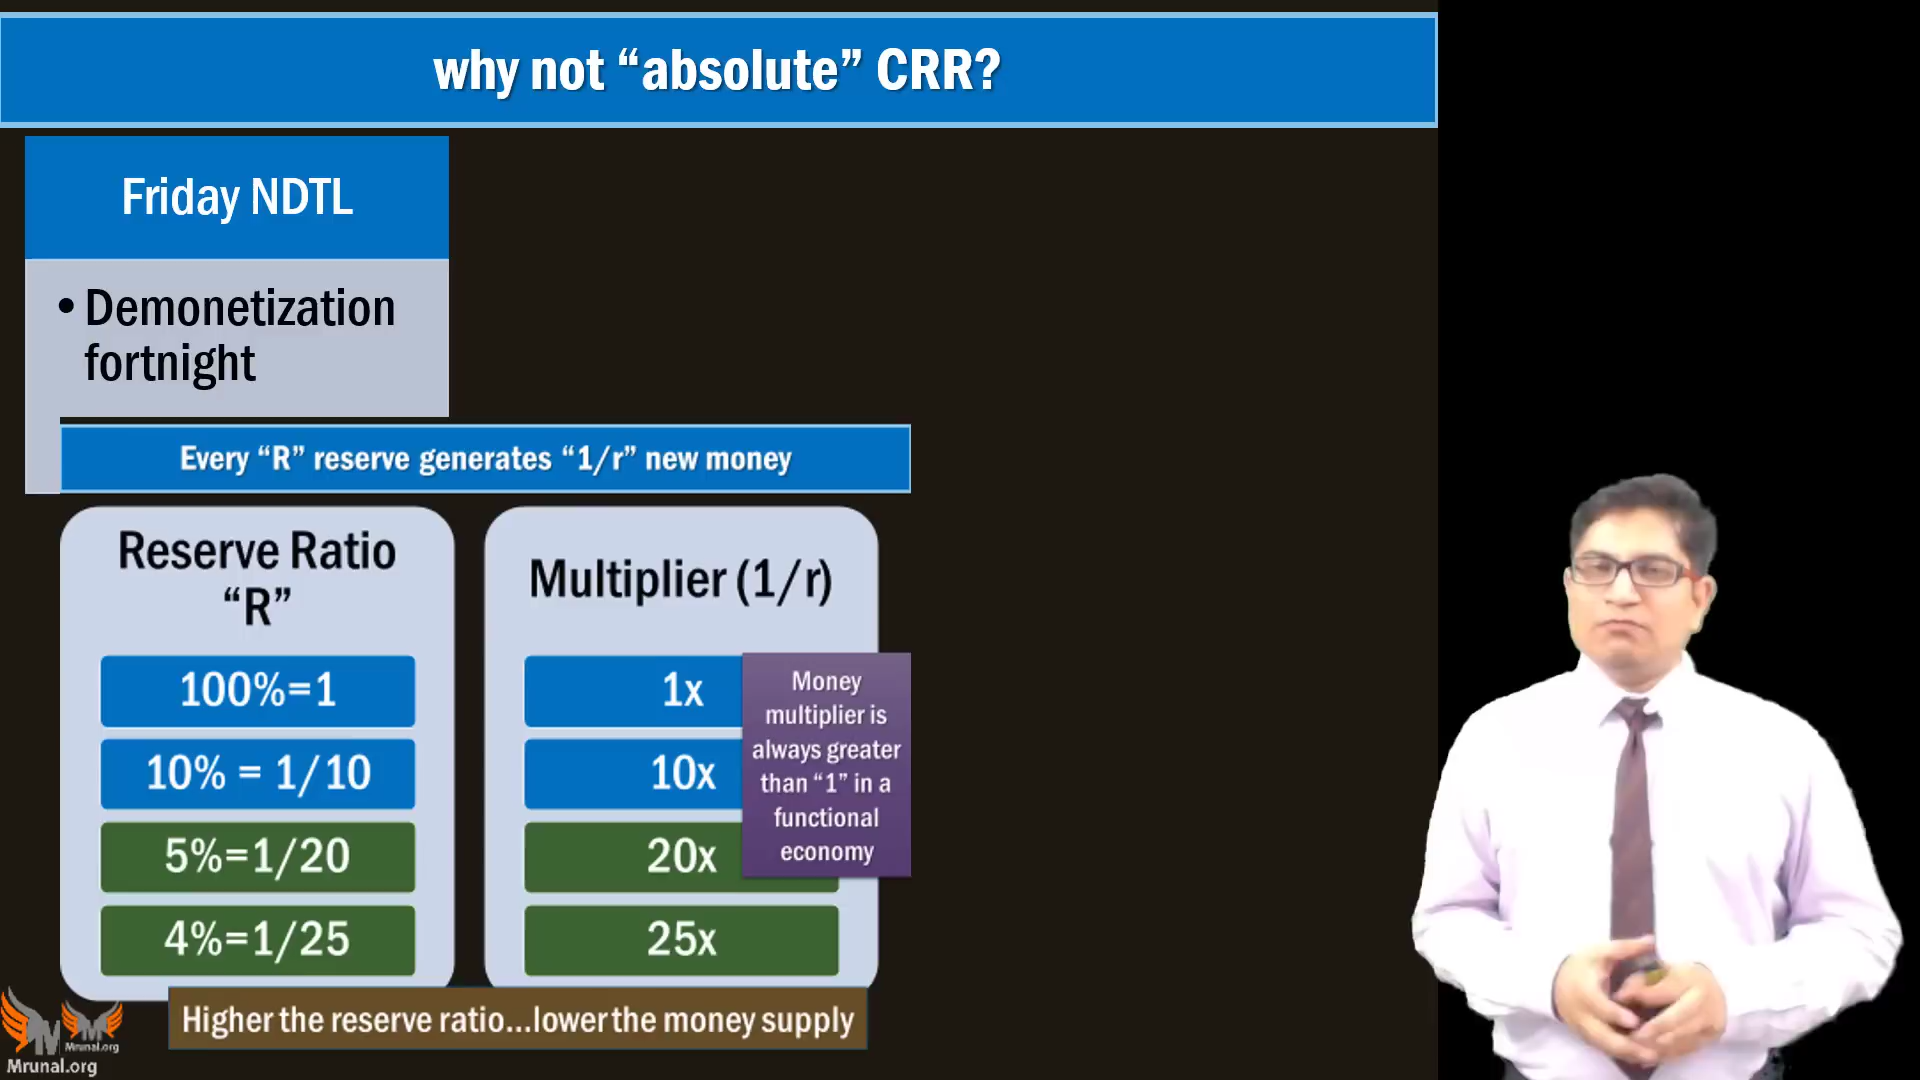 why not “absolute” CRR?
Friday NDTL
• Demonetization
fortnight
Every “R” reserve generates “1/r” new money
Reserve Ratio
“R”
100%=1
10% = 1/10
5%=1/20
4%=1/25
Multiplier (1/r)
1x
10x
20x
25x
Money
multiplier is
always greater
than “1” in a
functional
economy
Higher the reserve ratio...lower the money supply
Mrunal.org
Mrunal.org